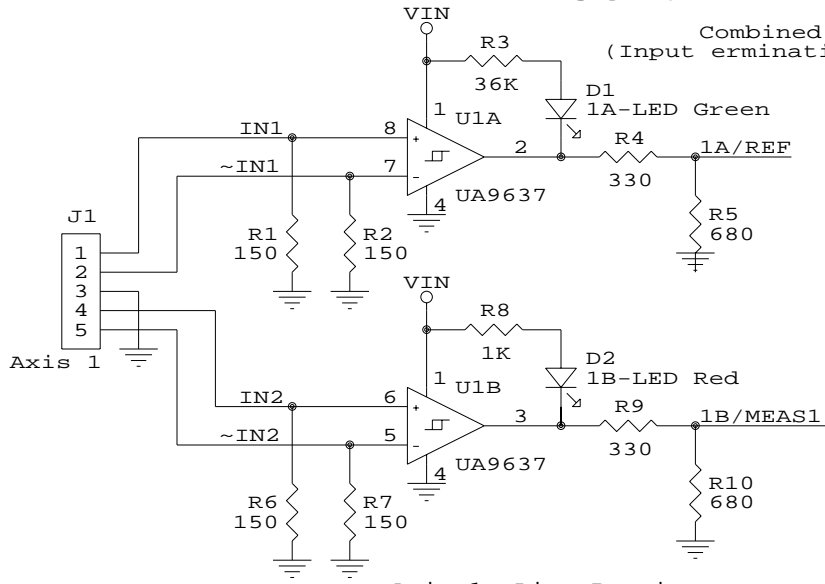 VIN
Combined
(Input erminati
R3
36K
D1
1A-LED Green
1
U1A
IN1
8
+
2
R4
330
1A/REF
~IN1
7
-
UA9637
4
J1
R1
150
R2
150
R5
680
1
2
3
4
5
Axis 1
VIN
R8
1K
D2
1B-LED Red
1
U1B
IN2
6
+
3
R9
330
1B/MEAS1
~IN2
5
-
UA9637
4
R6
150
R7
150
R10
680